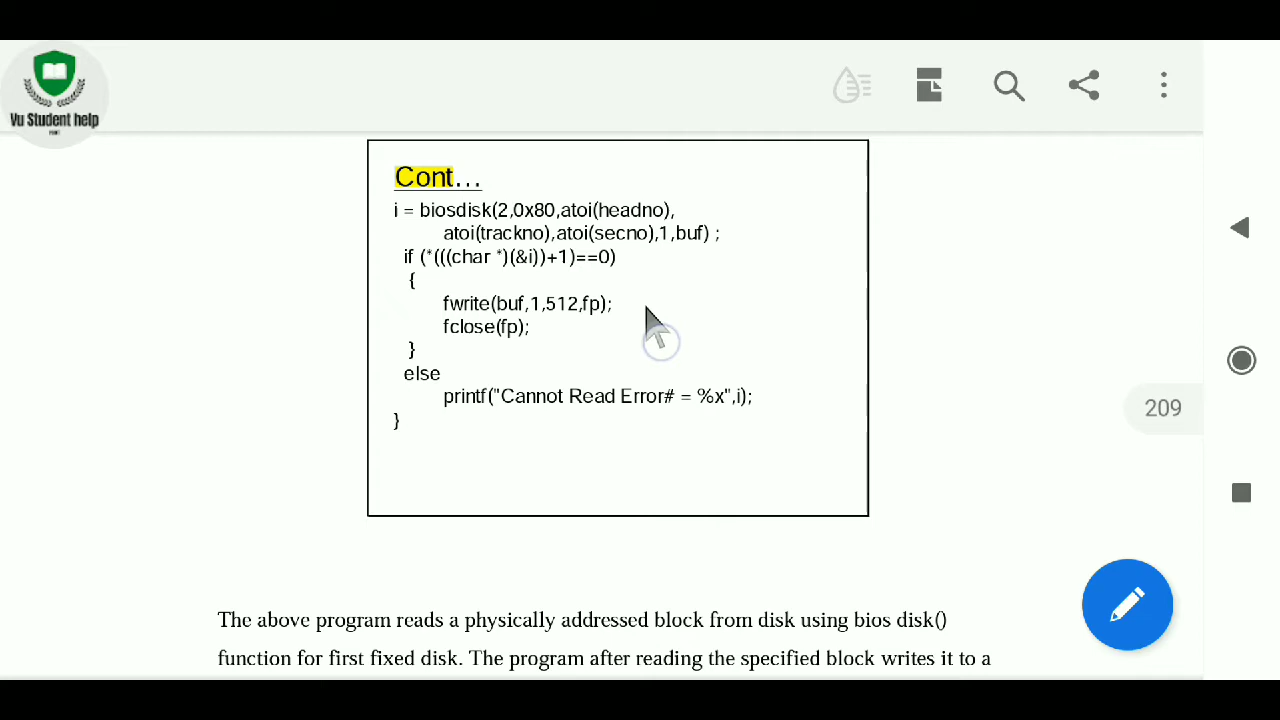 Vu Student help
Cont...
i = biosdisk(2,0x80,atoi(headno),
atoi(trackno),atoi(secno),1,buf) ;
if (*(((char *)(&i))+1)==0)
{
fwrite(buf,1,512,fp);
fclose(fp);
}
else
printf("Cannot Read Error# = %x",i);
}
209
The above program reads a physically addressed block from disk using bios disk()
function for first fixed disk. The program after reading the specified block writes it to a